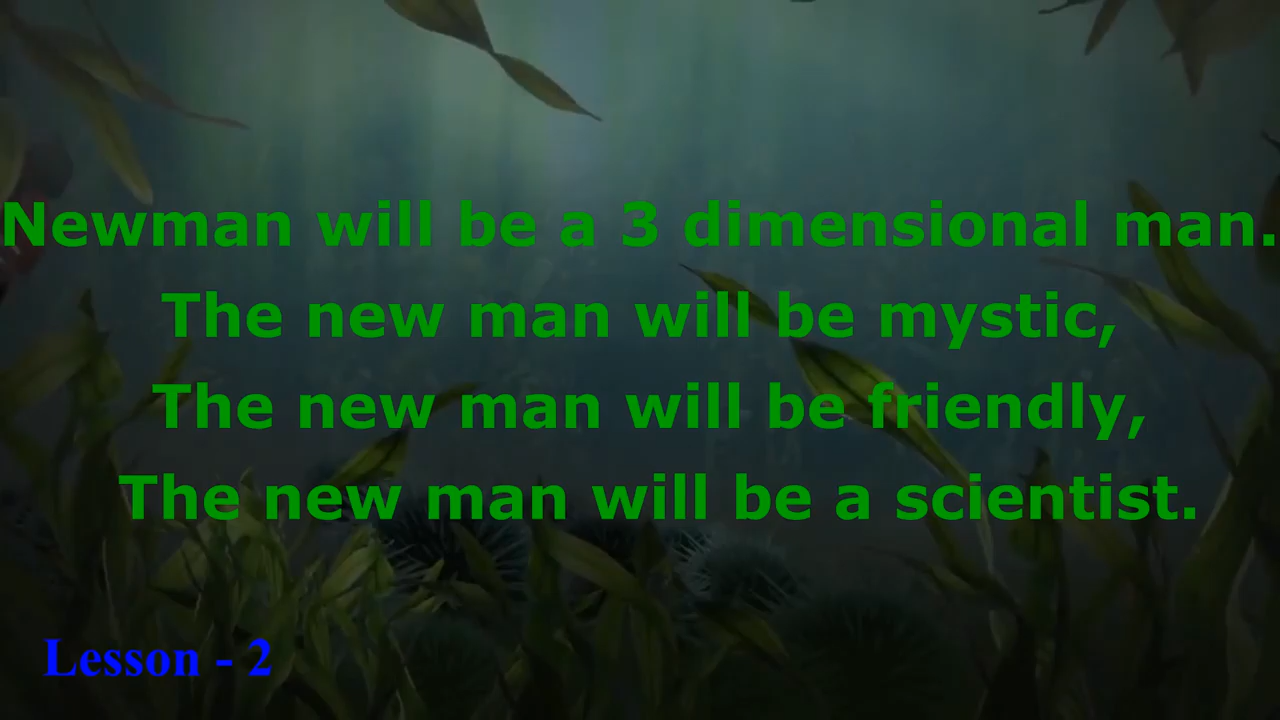 Newman will be a 3 dimensional man.
The new man will be mystic,
The new man will be friendly,
The new man will be a scientist.
Lesson - 2